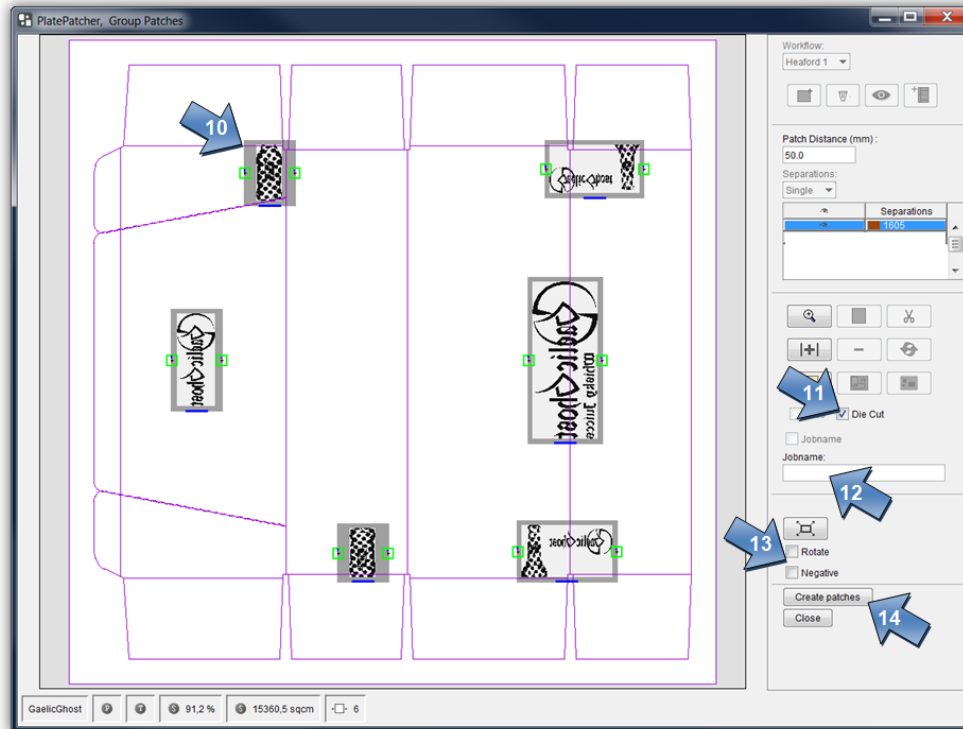 PlatePatcher, Group Patches
Workflow:
Heaford 1
Patch Distance (mm) :
50.0
Separations:
Single
Separations
1605
10
11
Die Cut
Jobname
Jobname:
12
13
Rotate
Negative
Create patches
14
Close
GaelicGhost
P
T
S 91,2 %
S 15360,5 sqcm
6